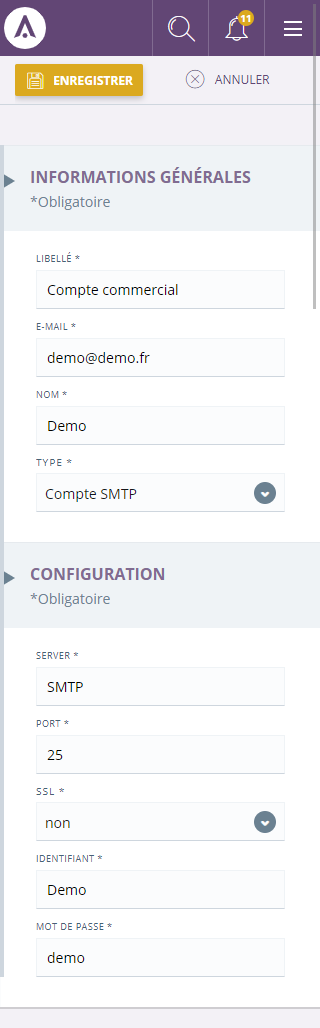 11
ENREGISTRER
ANNULER
INFORMATIONS GÉNÉRALES
*Obligatoire
LIBELLÉ *
Compte commercial
E-MAIL *
demo@demo.fr
NOM *
Demo
TYPE *
Compte SMTP
CONFIGURATION
*Obligatoire
SERVER *
SMTP
PORT *
25
SSL *
non
IDENTIFIANT *
Demo
MOT DE PASSE *
demo